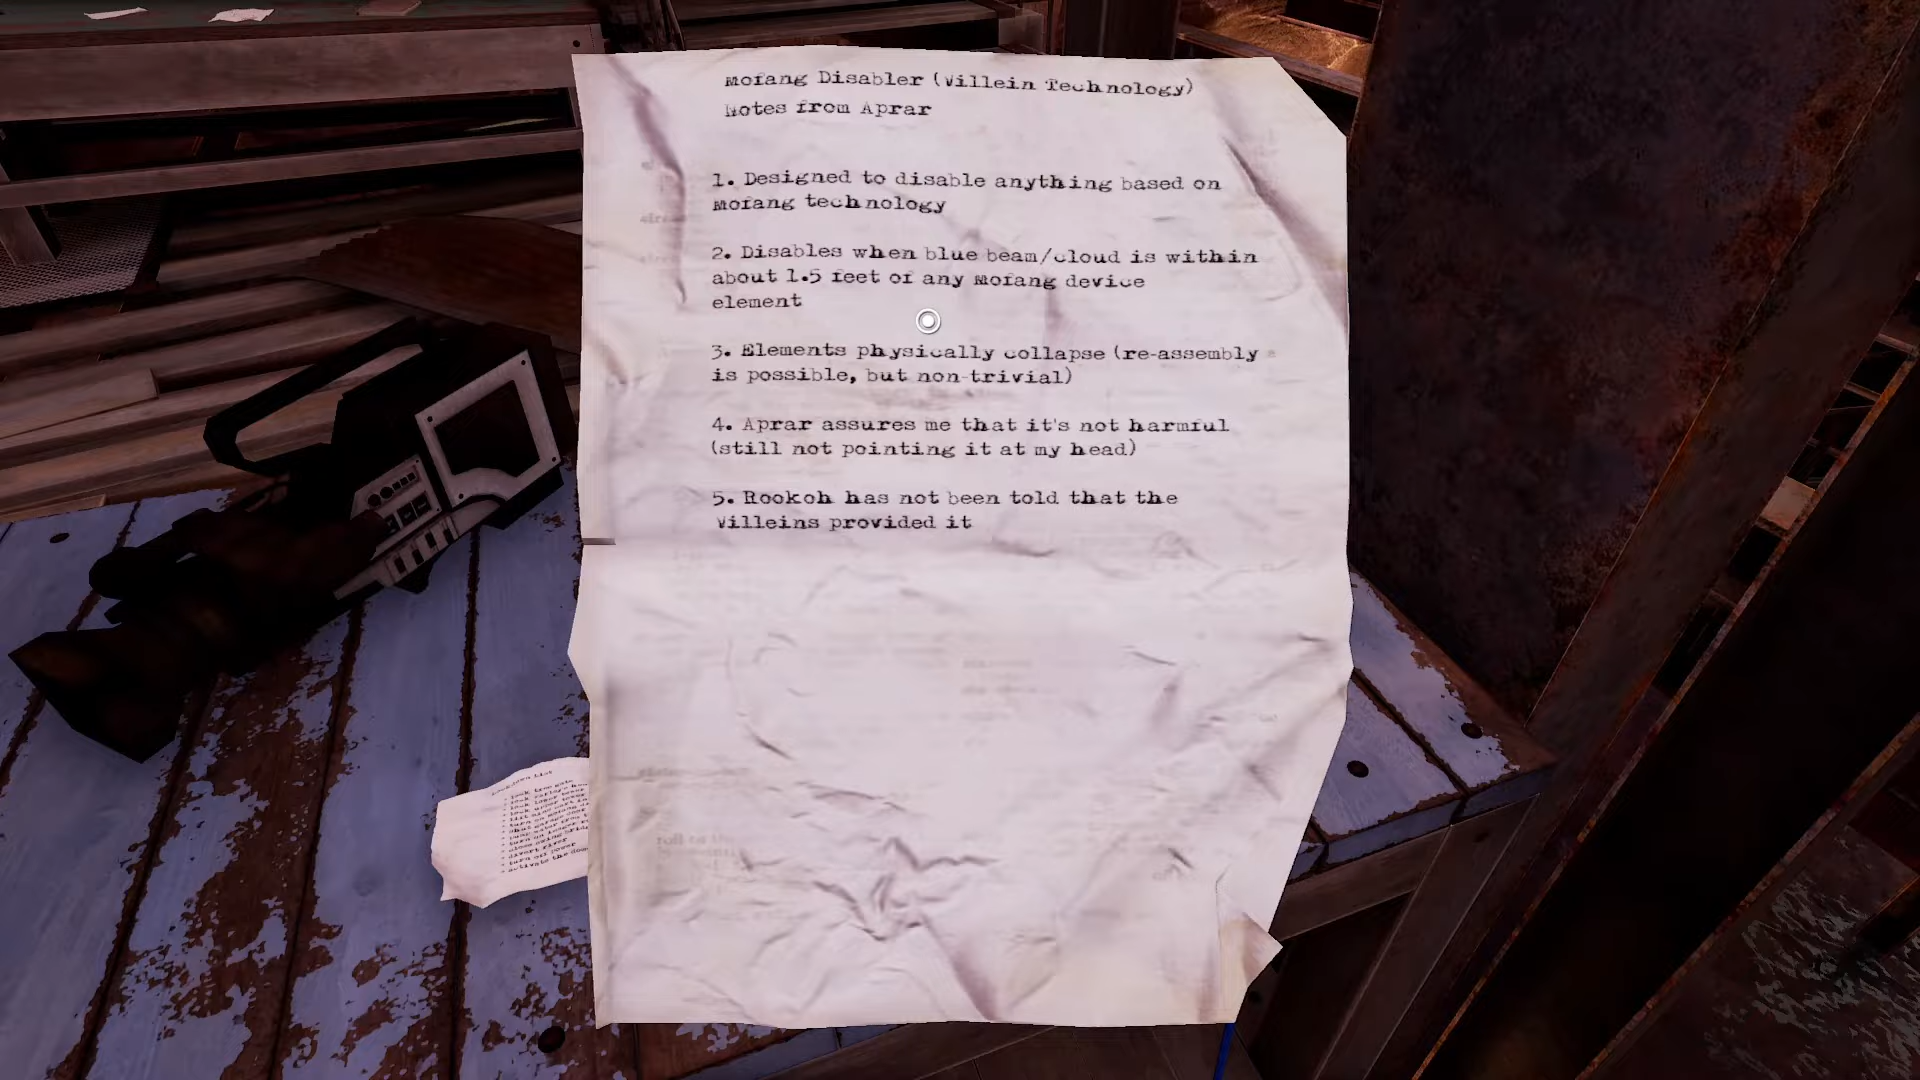 Mofang Disabler (Villein Technology)
Notes from Aprar
1. Designed to disable anything based on
Mofang technology
2. Disables when blue beam/cloud is within
about 1.5 feet of any Mofang device
element
3. Elements physically collapse (re-assembly
is possible, but non-trivial)
4. Aprar assures me that it's not harmful
(still not pointing it at my head)
5. Rookoh has not been told that the
Villeins provided it